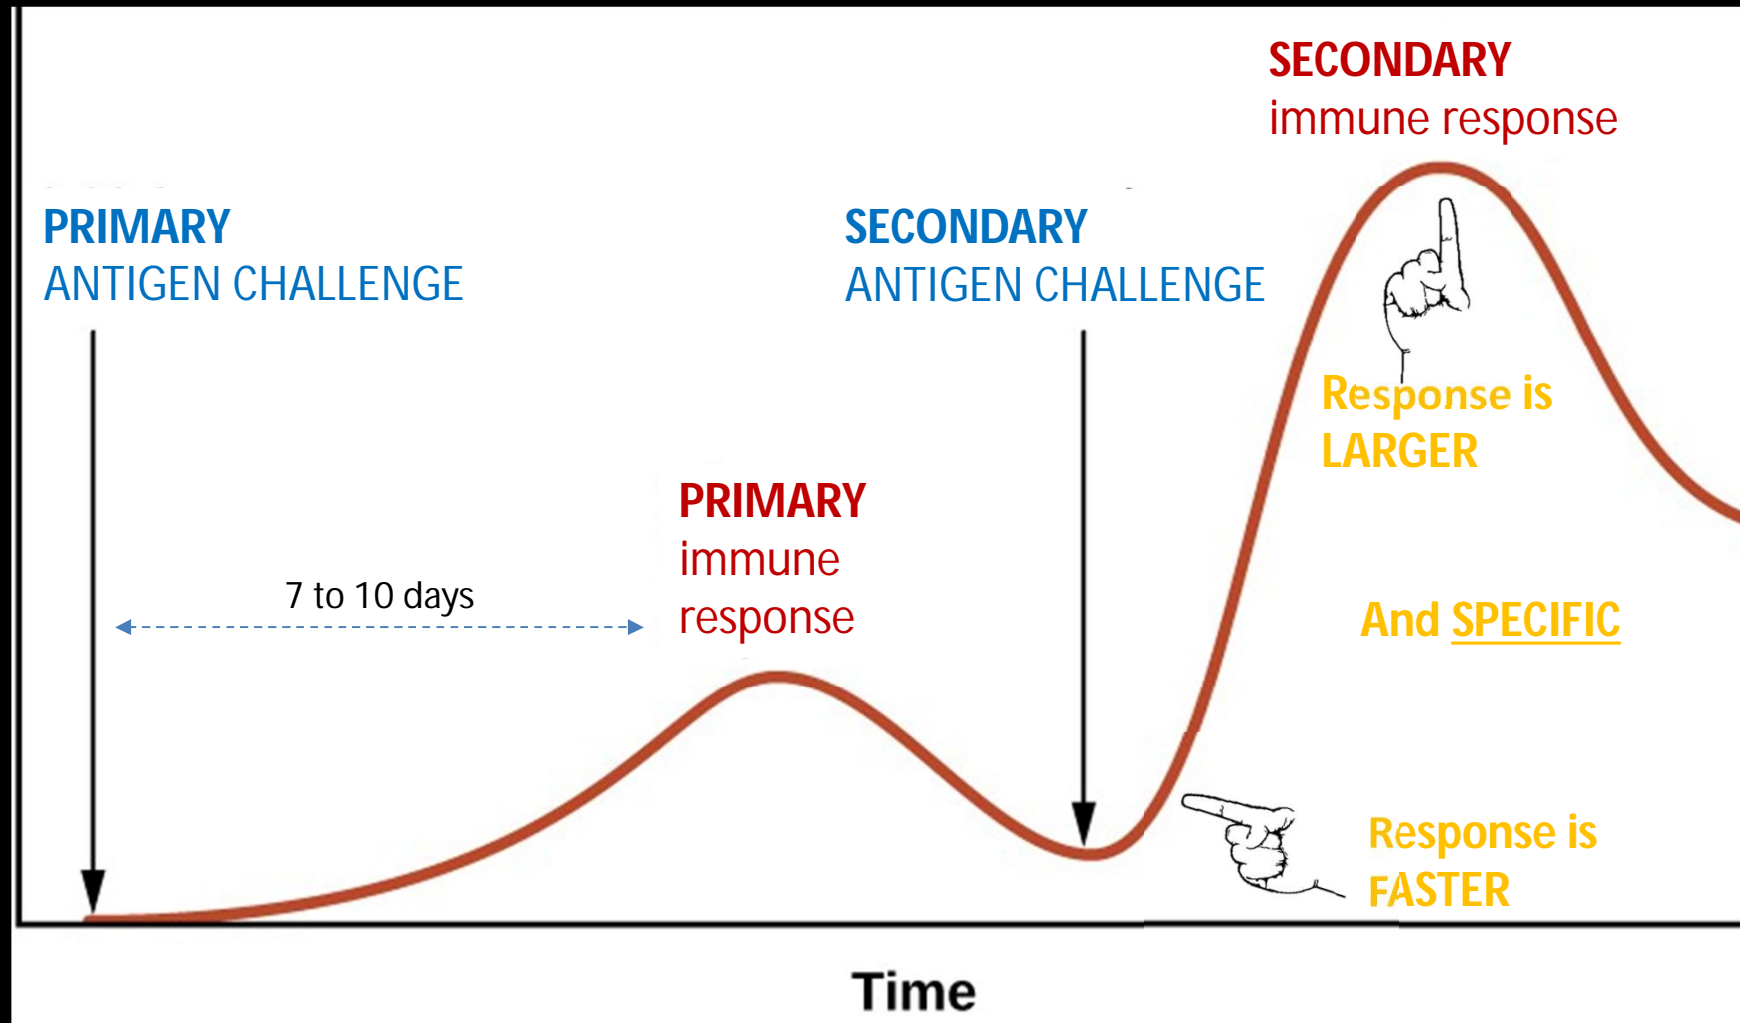 SECONDARY
immune response
PRIMARY
ANTIGEN CHALLENGE
SECONDARY
ANTIGEN CHALLENGE
Response is
LARGER
PRIMARY
immune
response
7 to 10 days
And SPECIFIC
Response is
FASTER
Time